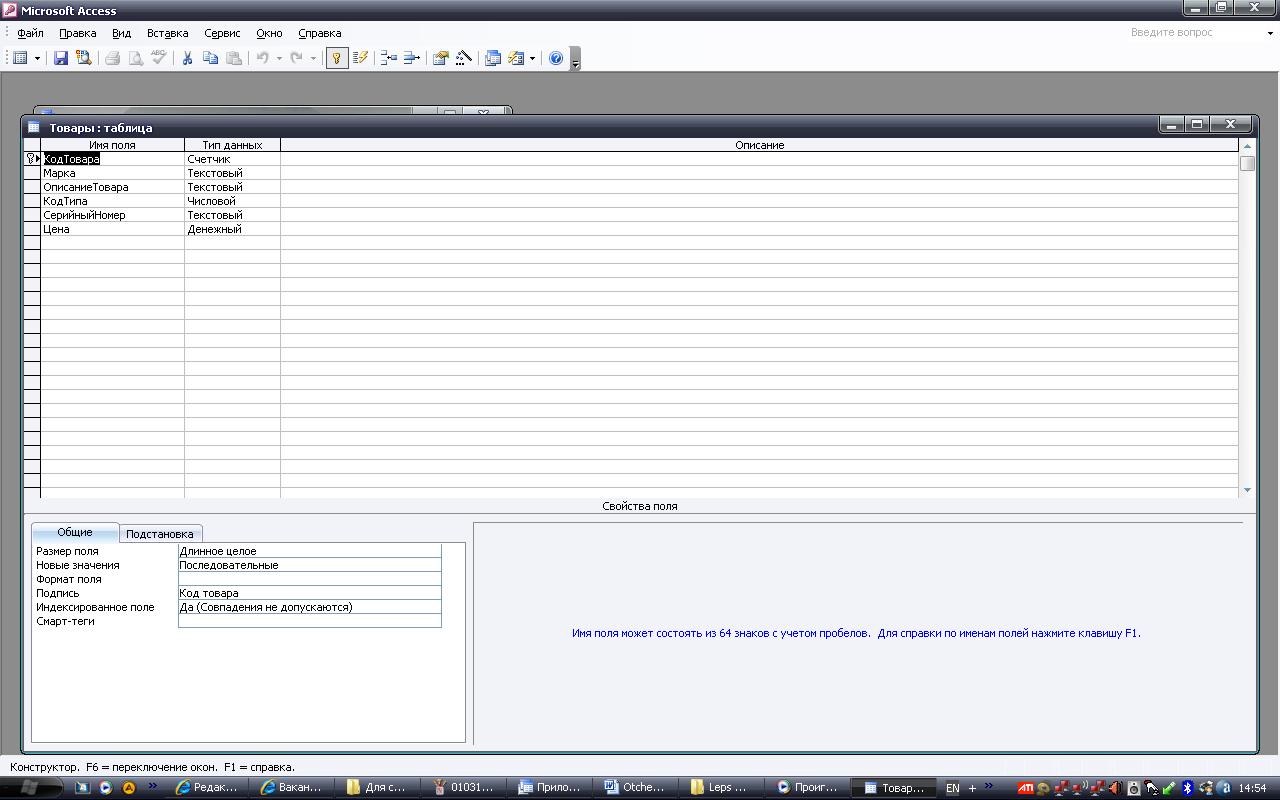 Microsoft Access
Файл Правка Вид Вставка Сервис Окно Справка Введите вопрос
Товары : таблица
Имя поля Тип данных Описание
КодТовара Счетчик
Марка Текстовый
ОписаниеТовара Текстовый
КодТипа Числовой
СерийныйНомер Текстовый
Цена Денежный
Свойства поля
Общие Подстановка
Размер поля Длинное целое
Новые значения Последовательные
Формат поля
Подпись Код товара
Индексированное поле Да (Совпадения не допускаются)
Смарт-теги
Имя поля может состоять из 64 знаков с учетом пробелов. Для справки по именам полей нажмите клавишу F1.
Конструктор. F6 = переключение окон. F1 = справка.
Редак... Вакан... Для с... 01031... Прило... Otche... Leps ... Проиг... Товар... EN ATI 14:54